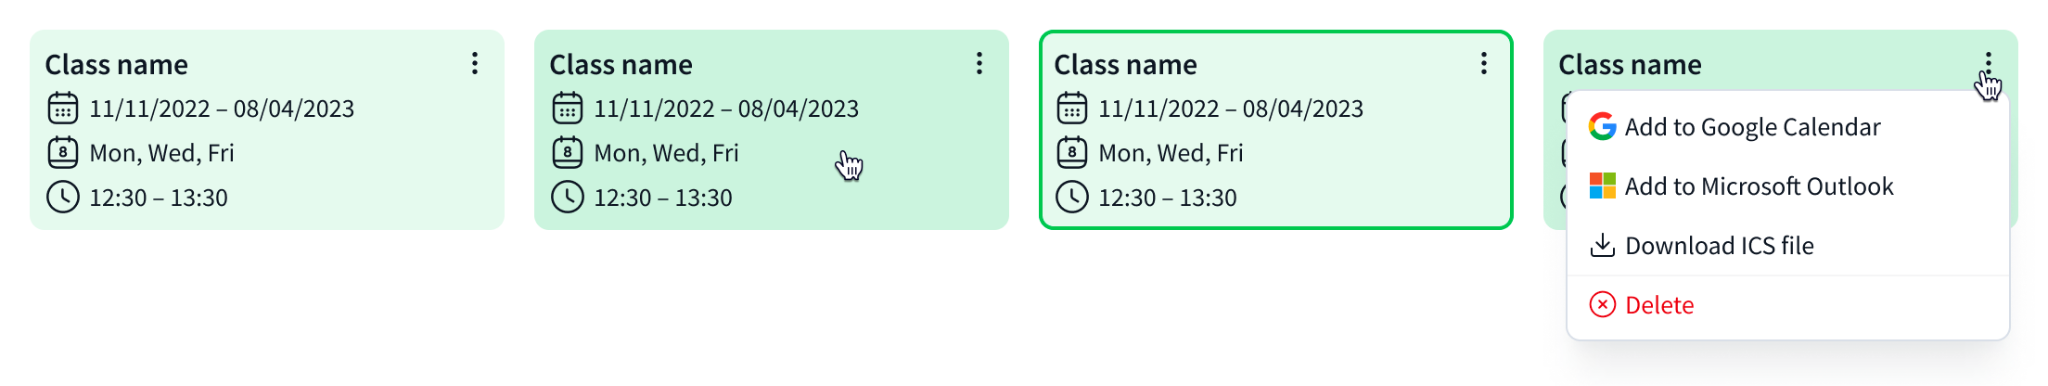 Class name
11/11/2022 – 08/04/2023
8 Mon, Wed, Fri
12:30 – 13:30
Class name
11/11/2022 – 08/04/2023
8 Mon, Wed, Fri
12:30 – 13:30
Class name
11/11/2022 – 08/04/2023
8 Mon, Wed, Fri
12:30 – 13:30
Class name
Add to Google Calendar
Add to Microsoft Outlook
Download ICS file
Delete